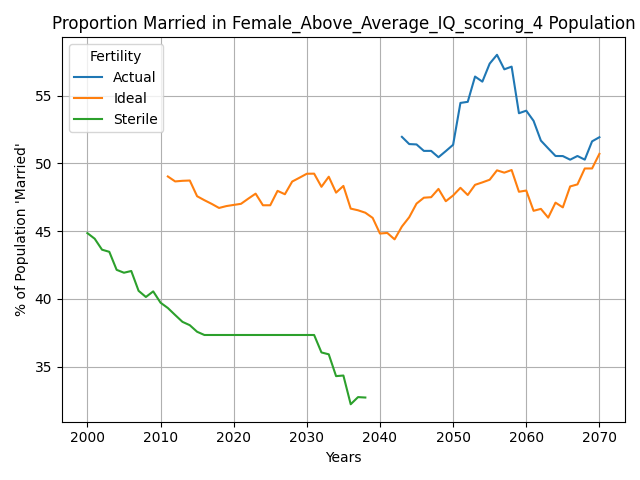 Proportion Married in Female_Above_Average_IQ_scoring_4 Population
Fertility
Actual
Ideal
Sterile
% of Population 'Married'
55
50
45
40
35
2000 2010 2020 2030 2040 2050 2060 2070
Years